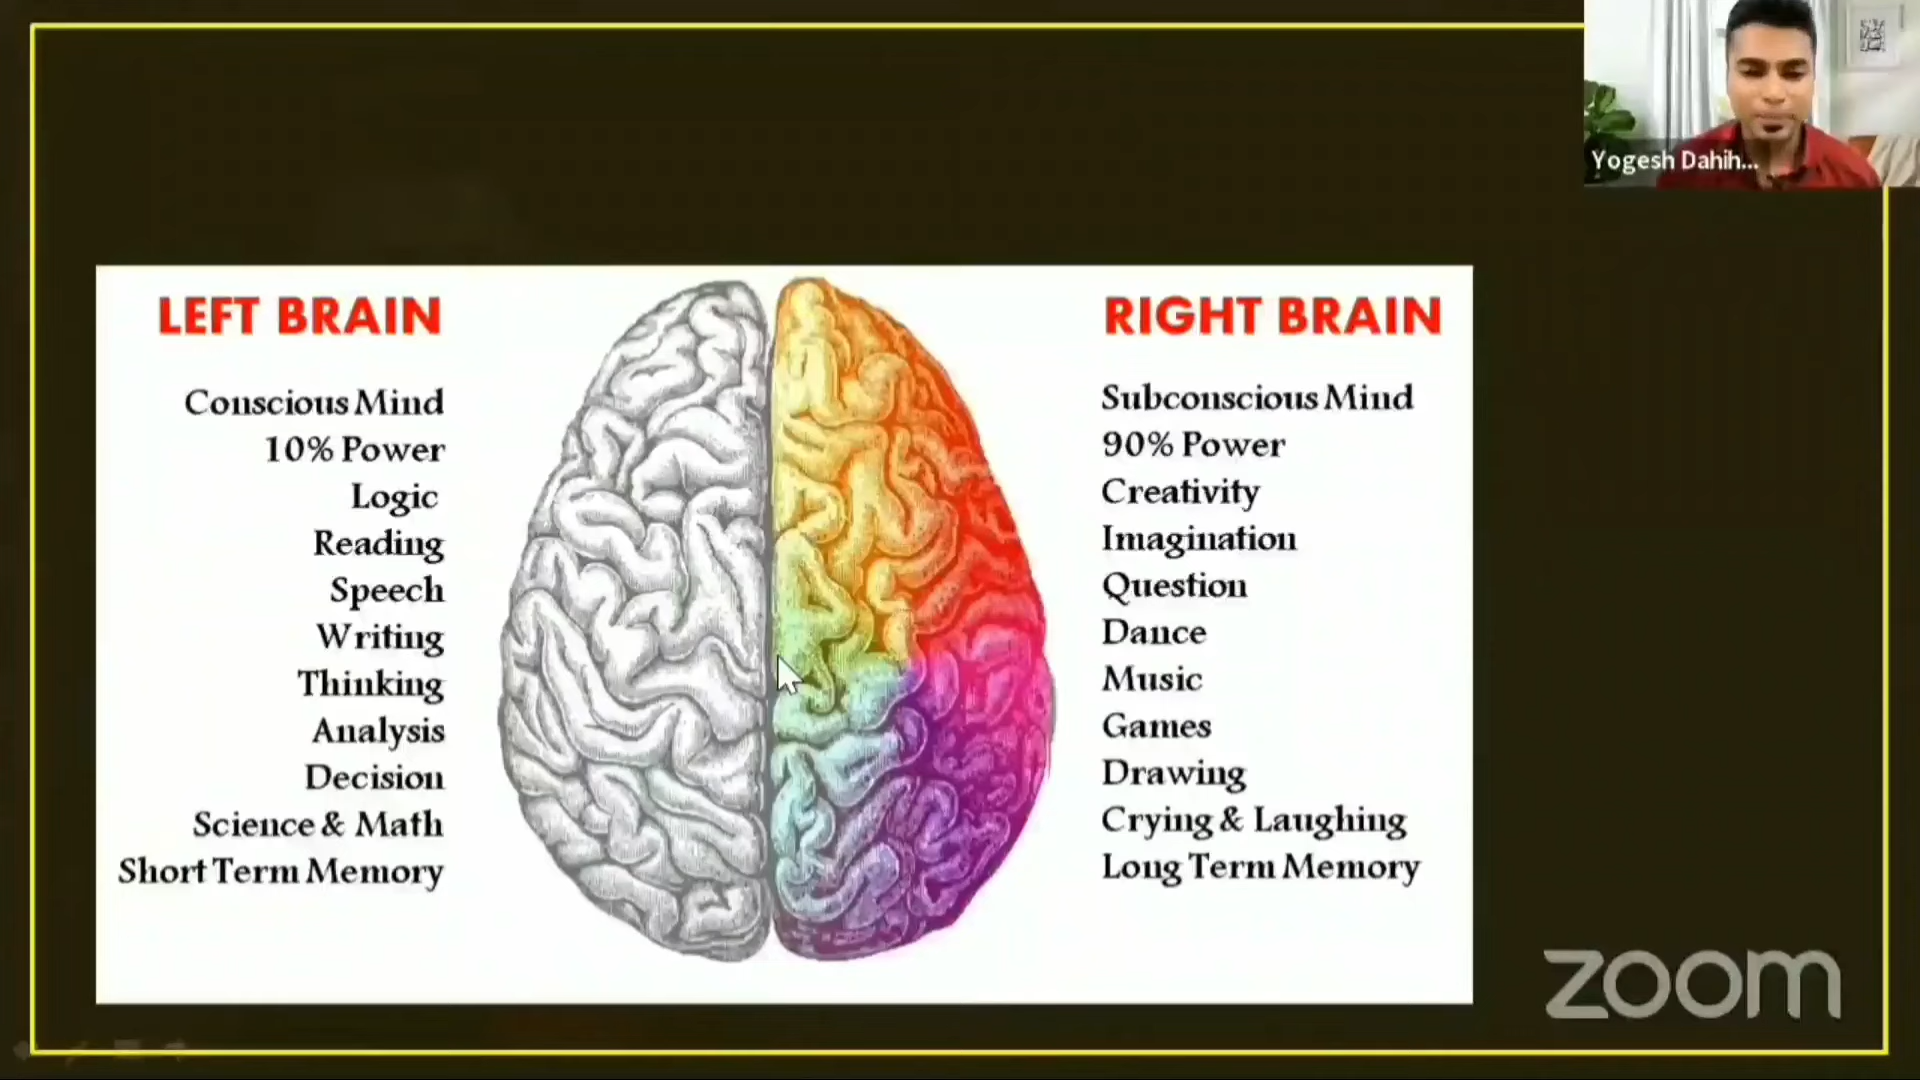 Yogesh Dahih...
LEFT BRAIN
Conscious Mind
10% Power
Logic
Reading
Speech
Writing
Thinking
Analysis
Decision
Science & Math
Short Term Memory
RIGHT BRAIN
Subconscious Mind
90% Power
Creativity
Imagination
Question
Dance
Music
Games
Drawing
Crying & Laughing
Long Term Memory
zoom